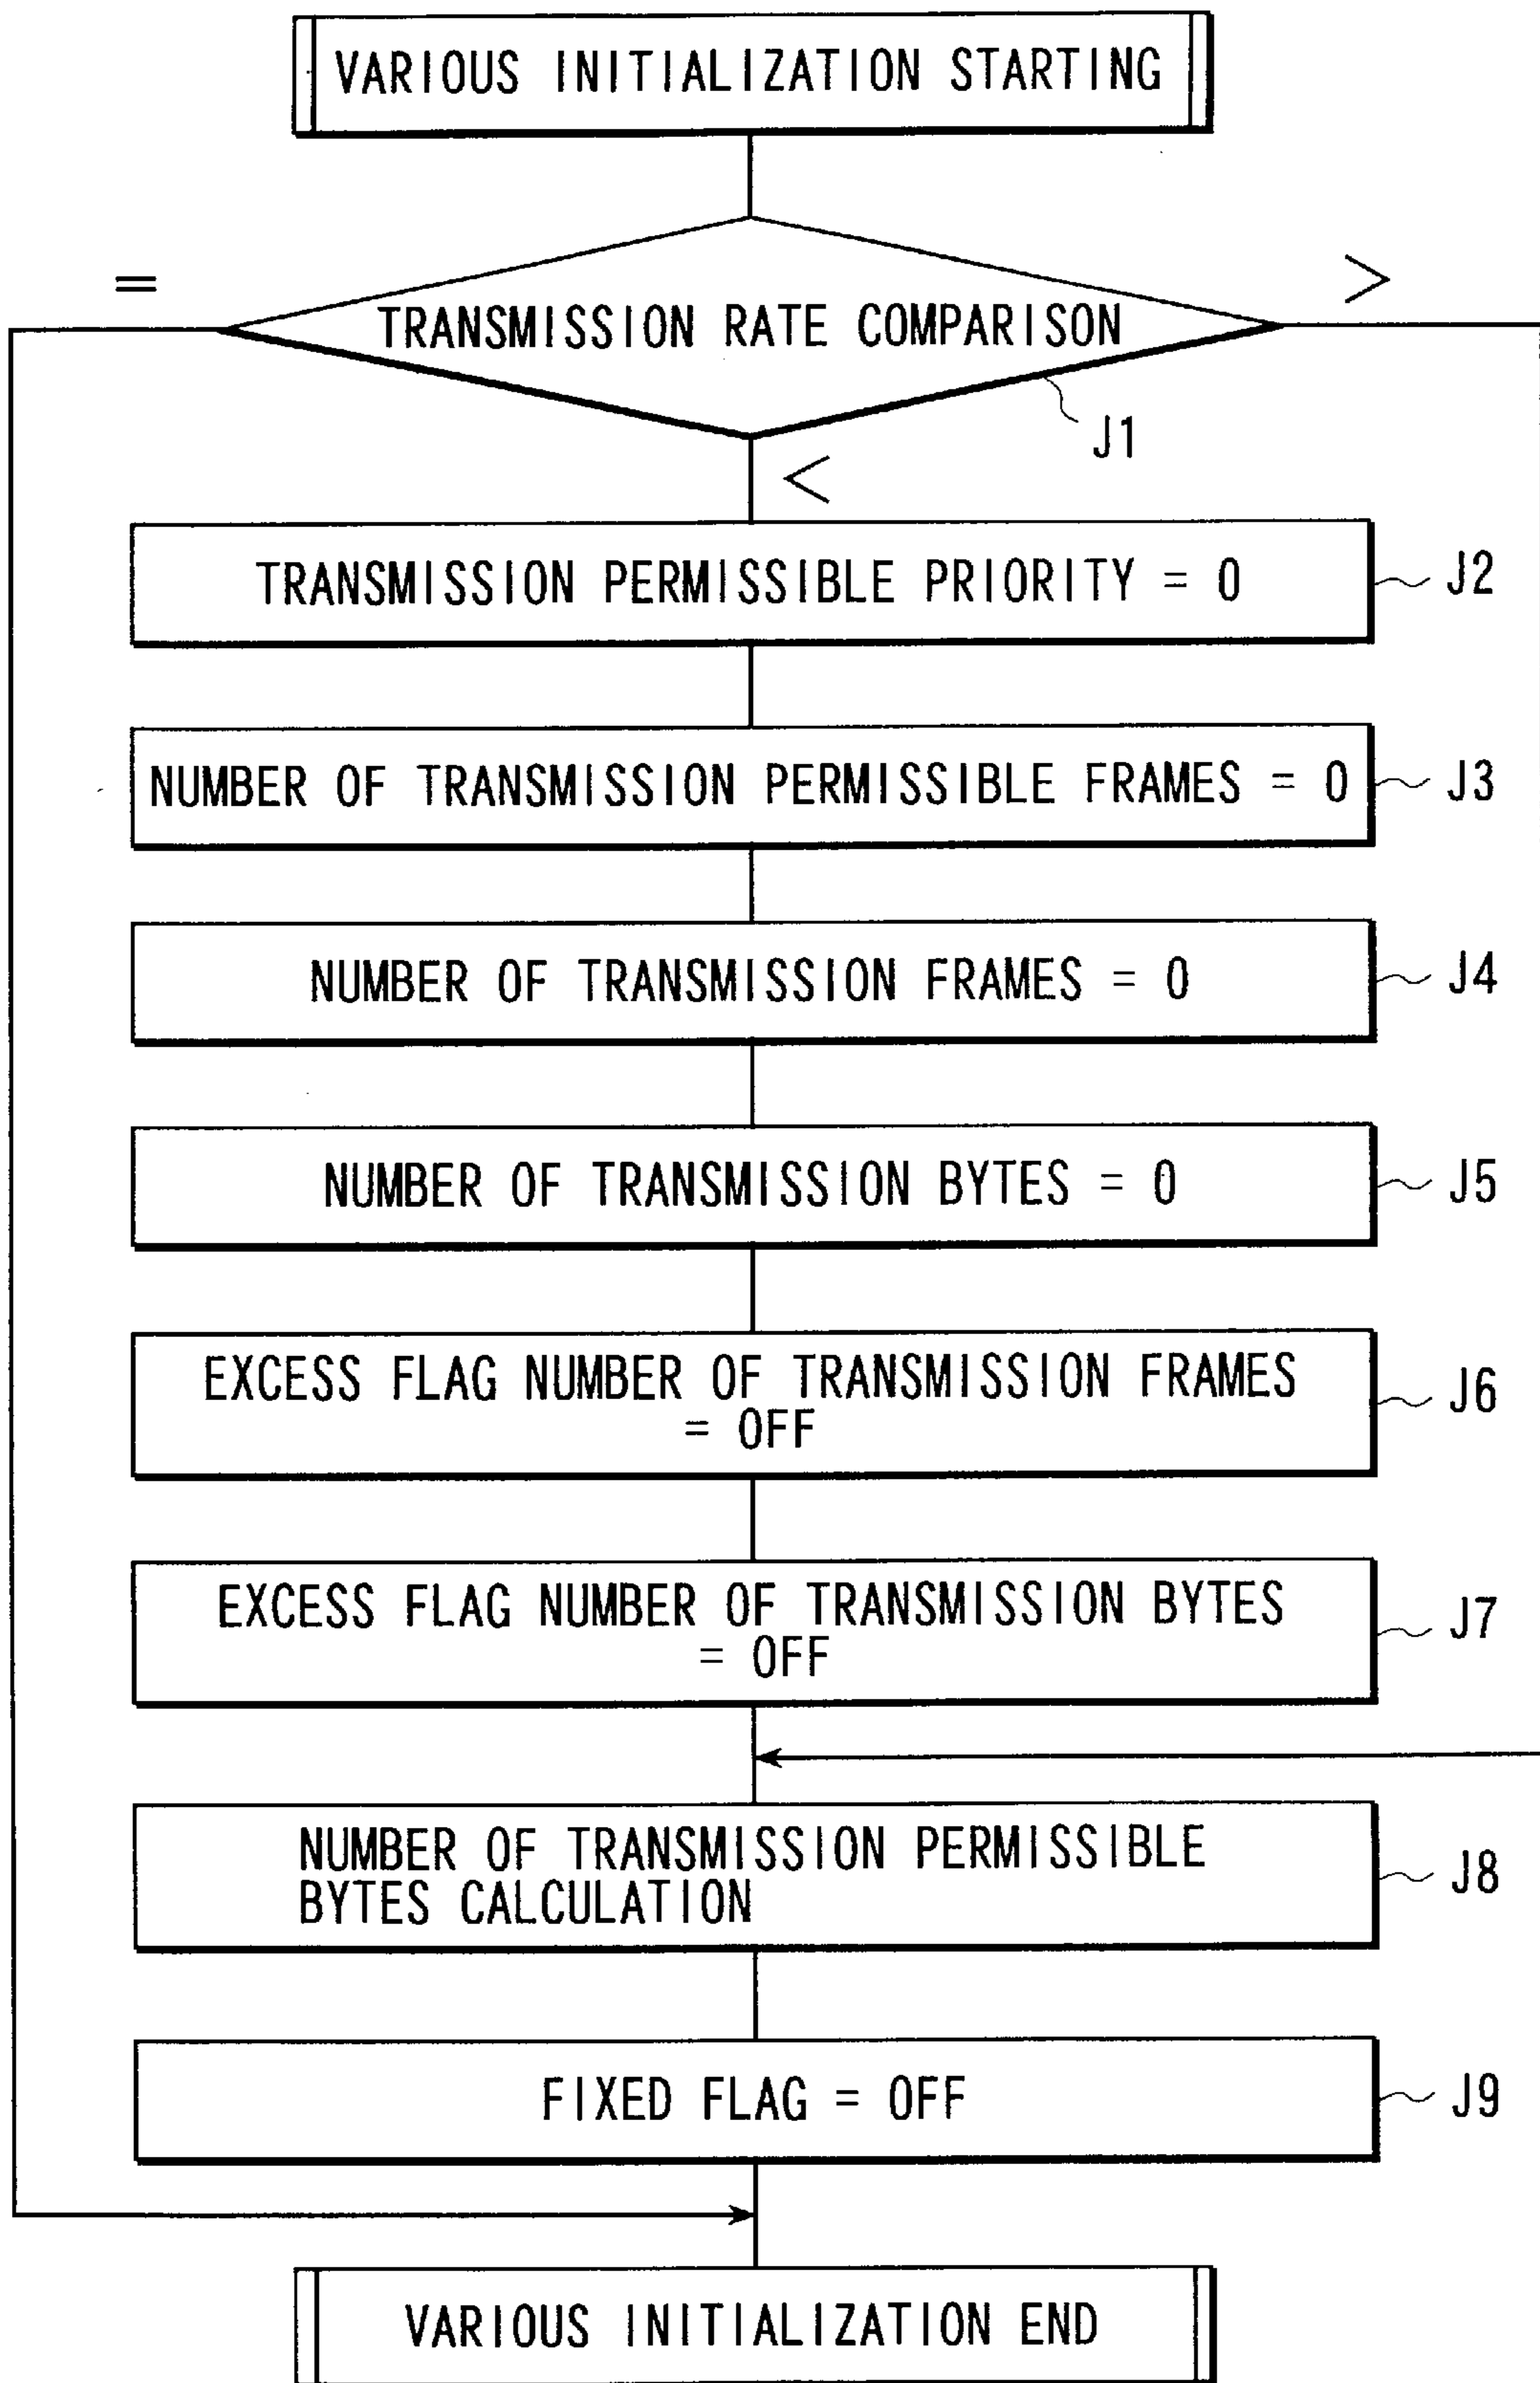 VARIOUS INITIALIZATION STARTING
=
>
TRANSMISSION RATE COMPARISON
J1
<
TRANSMISSION PERMISSIBLE PRIORITY = 0
J2
NUMBER OF TRANSMISSION PERMISSIBLE FRAMES = 0
J3
NUMBER OF TRANSMISSION FRAMES = 0
J4
NUMBER OF TRANSMISSION BYTES = 0
J5
EXCESS FLAG NUMBER OF TRANSMISSION FRAMES
= OFF
J6
EXCESS FLAG NUMBER OF TRANSMISSION BYTES
= OFF
J7
NUMBER OF TRANSMISSION PERMISSIBLE
BYTES CALCULATION
J8
FIXED FLAG = OFF
J9
VARIOUS INITIALIZATION END